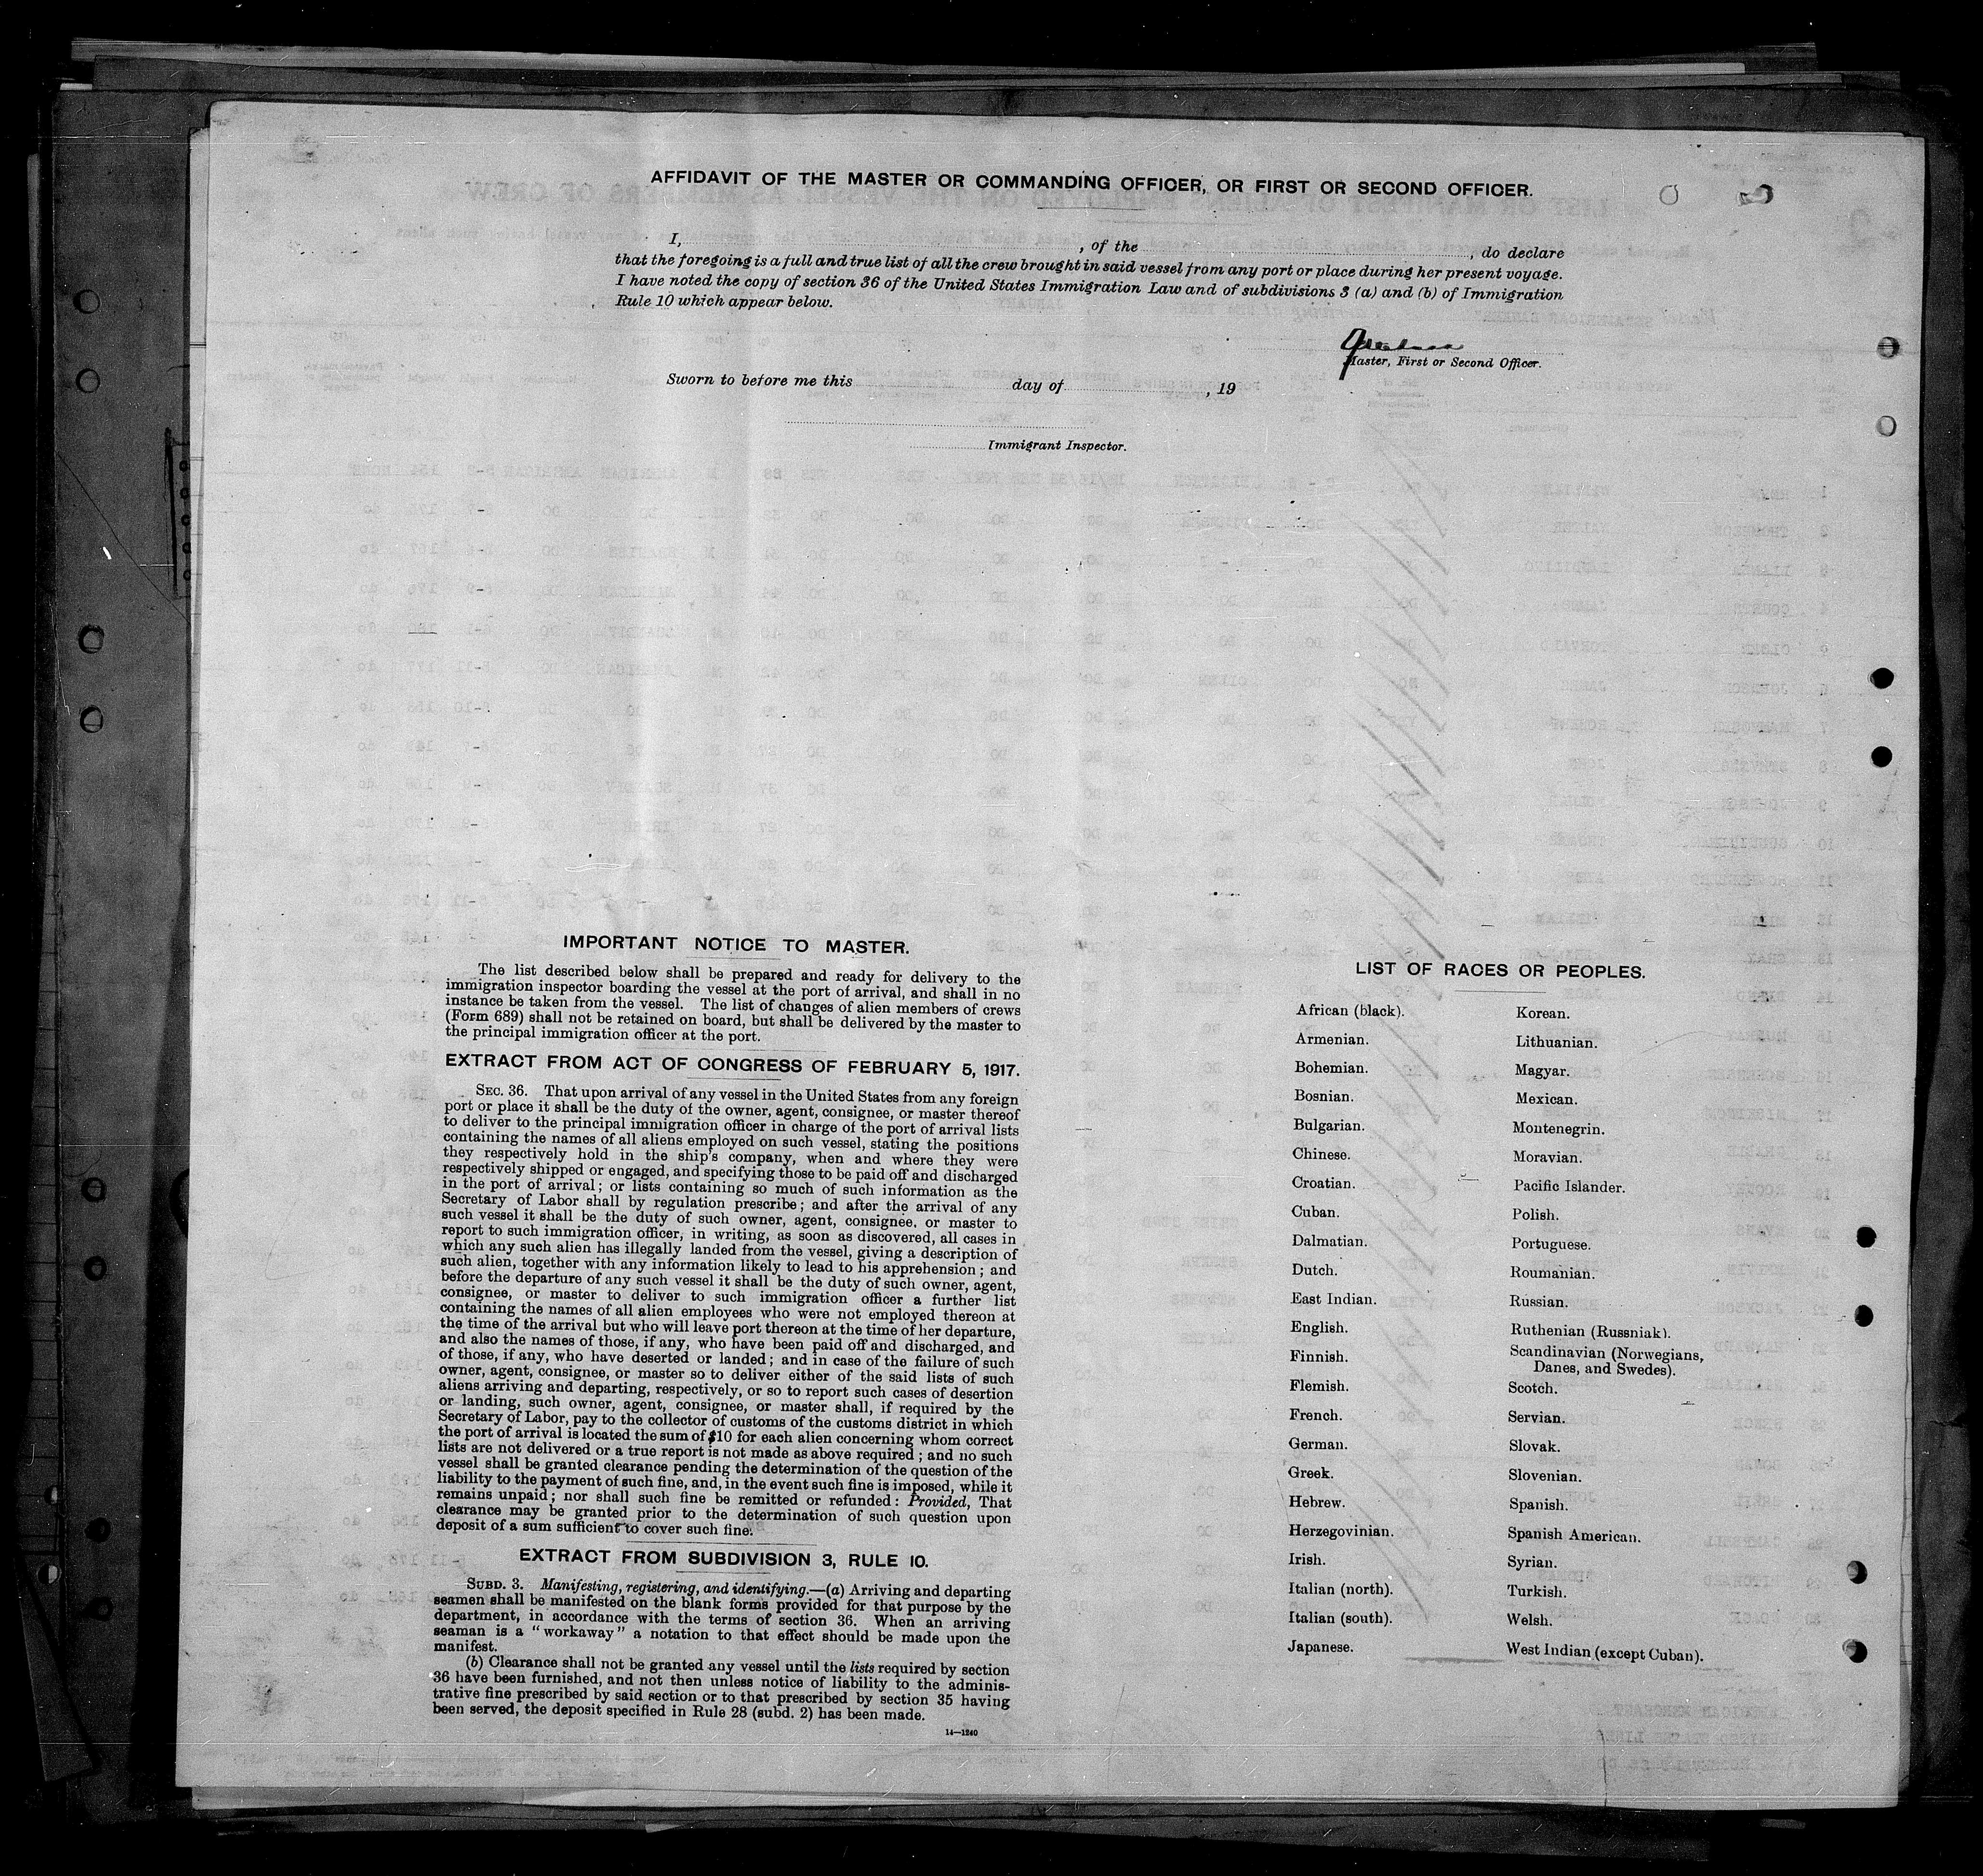 AFFIDAVIT OF THE MASTER OR COMMANDING OFFICER, OR FIRST OR SECOND OFFICER.
I, , of the , do declare
that the foregoing is a full and true list of all the crew brought in said vessel from any port or place during her present voyage.
I have noted the copy of section 36 of the United States Immigration Law and of subdivisions 3 (a) and (b) of Immigration
Rule 10 which appear below.
Master, First or Second Officer.
Sworn to before me this day of , 19
Immigrant Inspector.
IMPORTANT NOTICE TO MASTER.
The list described below shall be prepared and ready for delivery to the
immigration inspector boarding the vessel at the port of arrival, and shall in no
instance be taken from the vessel. The list of changes of alien members of crews
(Form 689) shall not be retained on board, but shall be delivered by the master to
the principal immigration officer at the port.
EXTRACT FROM ACT OF CONGRESS OF FEBRUARY 5, 1917.
SEC. 36. That upon arrival of any vessel in the United States from any foreign
port or place it shall be the duty of the owner, agent, consignee, or master thereof
to deliver to the principal immigration officer in charge of the port of arrival lists
containing the names of all aliens employed on such vessel, stating the positions
they respectively hold in the ship's company, when and where they were
respectively shipped or engaged, and specifying those to be paid off and discharged
in the port of arrival; or lists containing so much of such information as the
Secretary of Labor shall by regulation prescribe; and after the arrival of any
such vessel it shall be the duty of such owner, agent, consignee, or master to
report to such immigration officer, in writing, as soon as discovered, all cases in
which any such alien has illegally landed from the vessel, giving a description of
such alien, together with any information likely to lead to his apprehension; and
before the departure of any such vessel it shall be the duty of such owner, agent,
consignee, or master to deliver to such immigration officer a further list
containing the names of all alien employees who were not employed thereon at
the time of the arrival but who will leave port thereon at the time of her departure,
and also the names of those, if any, who have been paid off and discharged, and
of those, if any, who have deserted or landed; and in case of the failure of such
owner, agent, consignee, or master so to deliver either of the said lists of such
aliens arriving and departing, respectively, or so to report such cases of desertion
or landing, such owner, agent, consignee, or master shall, if required by the
Secretary of Labor, pay to the collector of customs of the customs district in which
the port of arrival is located the sum of $10 for each alien concerning whom correct
lists are not delivered or a true report is not made as above required; and no such
vessel shall be granted clearance pending the determination of the question of the
liability to the payment of such fine, and, in the event such fine is imposed, while it
remains unpaid; nor shall such fine be remitted or refunded: Provided, That
clearance may be granted prior to the determination of such question upon
deposit of a sum sufficient to cover such fine.
EXTRACT FROM SUBDIVISION 3, RULE 10.
SUBD. 3. Manifesting, registering, and identifying.—(a) Arriving and departing
seamen shall be manifested on the blank forms provided for that purpose by the
department, in accordance with the terms of section 36. When an arriving
seaman is a "workaway" a notation to that effect should be made upon the
manifest.
(b) Clearance shall not be granted any vessel until the lists required by section
36 have been furnished, and not then unless notice of liability to the adminis-
trative fine prescribed by said section or to that prescribed by section 35 having
been served, the deposit specified in Rule 28 (subd. 2) has been made.
14—1240
LIST OF RACES OR PEOPLES.
African (black).
Armenian.
Bohemian.
Bosnian.
Bulgarian.
Chinese.
Croatian.
Cuban.
Dalmatian.
Dutch.
East Indian.
English.
Finnish.
Flemish.
French.
German.
Greek.
Hebrew.
Herzegovinian.
Irish.
Italian (north).
Italian (south).
Japanese.
Korean.
Lithuanian.
Magyar.
Mexican.
Montenegrin.
Moravian.
Pacific Islander.
Polish.
Portuguese.
Roumanian.
Russian.
Ruthenian (Russniak).
Scandinavian (Norwegians,
Danes, and Swedes).
Scotch.
Servian.
Slovak.
Slovenian.
Spanish.
Spanish American.
Syrian.
Turkish.
Welsh.
West Indian (except Cuban).